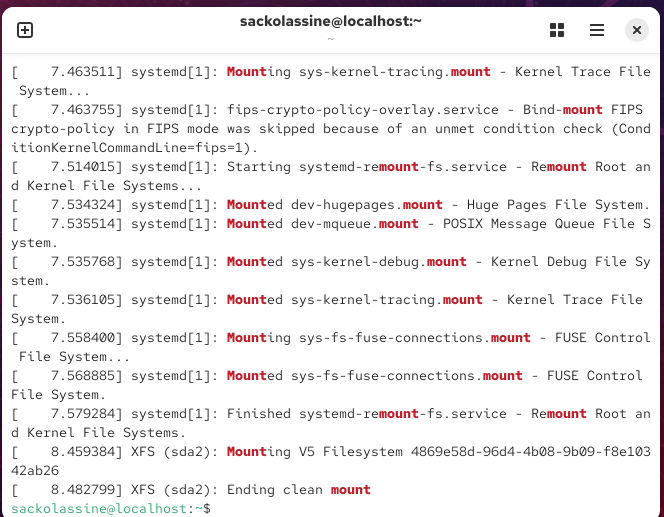 sackolassine@localhost:~
~
[    7.463511] systemd[1]: Mounting sys-kernel-tracing.mount - Kernel Trace File
 System...
[    7.463755] systemd[1]: fips-crypto-policy-overlay.service - Bind-mount FIPS
crypto-policy in FIPS mode was skipped because of an unmet condition check (Cond
itionKernelCommandLine=fips=1).
[    7.514015] systemd[1]: Starting systemd-remount-fs.service - Remount Root an
d Kernel File Systems...
[    7.534324] systemd[1]: Mounted dev-hugepages.mount - Huge Pages File System.
[    7.535514] systemd[1]: Mounted dev-mqueue.mount - POSIX Message Queue File S
ystem.
[    7.535768] systemd[1]: Mounted sys-kernel-debug.mount - Kernel Debug File Sy
stem.
[    7.536105] systemd[1]: Mounted sys-kernel-tracing.mount - Kernel Trace File
System.
[    7.558400] systemd[1]: Mounting sys-fs-fuse-connections.mount - FUSE Control
 File System...
[    7.568885] systemd[1]: Mounted sys-fs-fuse-connections.mount - FUSE Control
File System.
[    7.579284] systemd[1]: Finished systemd-remount-fs.service - Remount Root an
d Kernel File Systems.
[    8.459384] XFS (sda2): Mounting V5 Filesystem 4869e58d-96d4-4b08-9b09-f8e103
42ab26
[    8.482799] XFS (sda2): Ending clean mount
sackolassine@localhost:~$